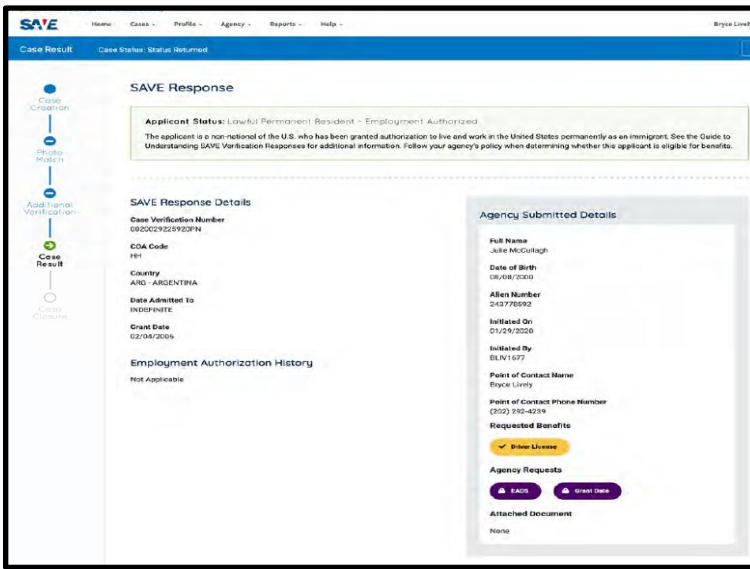 SAVE Home Cases Profile Agency Reports Help Bryce Livel
Case Result Case Status: Status Returned
Case
Creation
Photo
Match
Additional
Verification
Case
Result
Case
Closure
SAVE Response
Applicant Status: Lawful Permanent Resident - Employment Authorized
The applicant is a non-national of the U.S. who has been granted authorization to live and work in the United States permanently as an immigrant. See the Guide to
Understanding SAVE Verification Responses for additional information. Follow your agency's policy when determining whether this applicant is eligible for benefits.
SAVE Response Details
Case Verification Number
0020029225920PN
COA Code
HH
Country
ARG - ARGENTINA
Date Admitted To
INDEFINITE
Grant Date
02/04/2006
Employment Authorization History
Not Applicable
Agency Submitted Details
Full Name
Julie McCullagh
Date of Birth
08/08/2000
Alien Number
243778592
Initiated On
01/29/2020
Initiated By
BLIV1677
Point of Contact Name
Bryce Lively
Point of Contact Phone Number
(202) 292-4239
Requested Benefits
Driver License
Agency Requests
EADS Grant Date
Attached Document
None